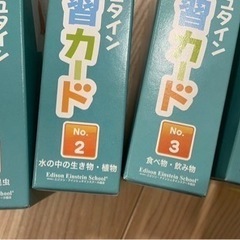 ュタイン
習カード
No.
2
水の中の生き物・植物
Edison Einstein School
ュタイン
習カード
No.
3
食べ物・飲み物
Edison Einstein School
昆虫